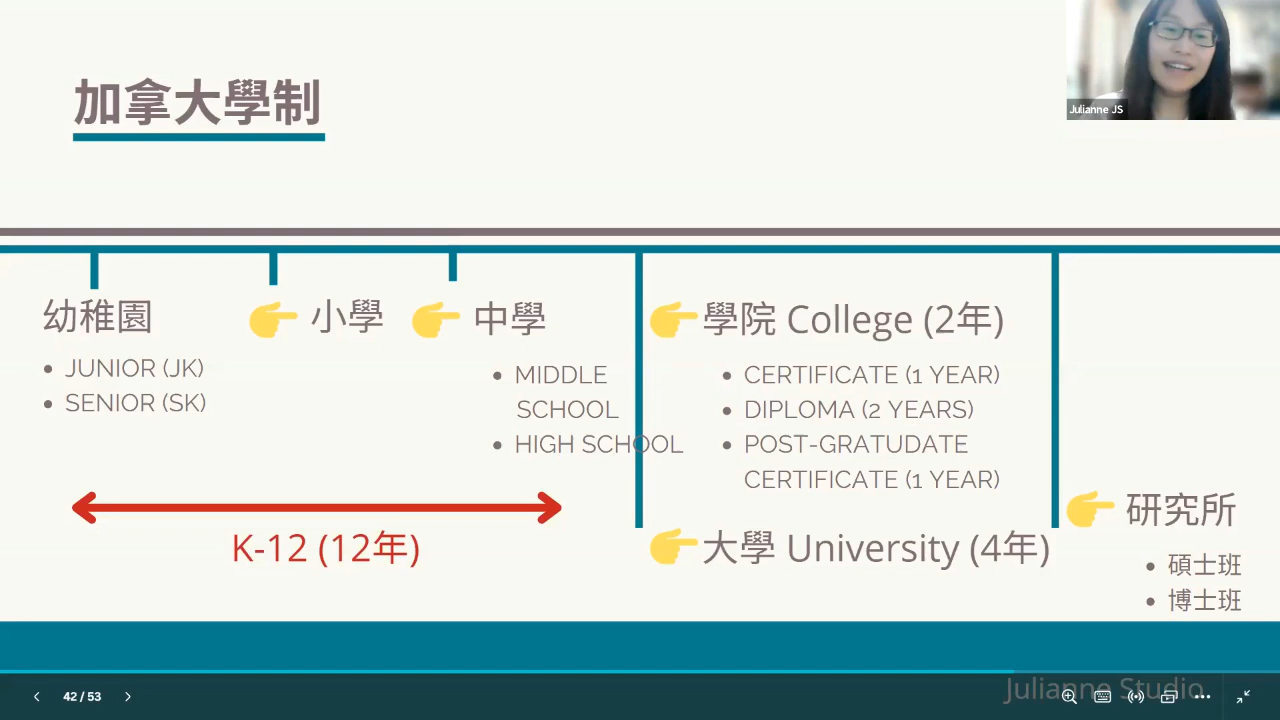 加拿大學制
Julianne JS
幼稚園
JUNIOR (JK)
SENIOR (SK)
小學
中學
MIDDLE
SCHOOL
HIGH SCHOOL
學院 College (2年)
CERTIFICATE (1 YEAR)
DIPLOMA (2 YEARS)
POST-GRATUDATE
CERTIFICATE (1 YEAR)
K-12 (12年)
大學 University (4年)
研究所
碩士班
博士班
42 / 53
Julianne Studio